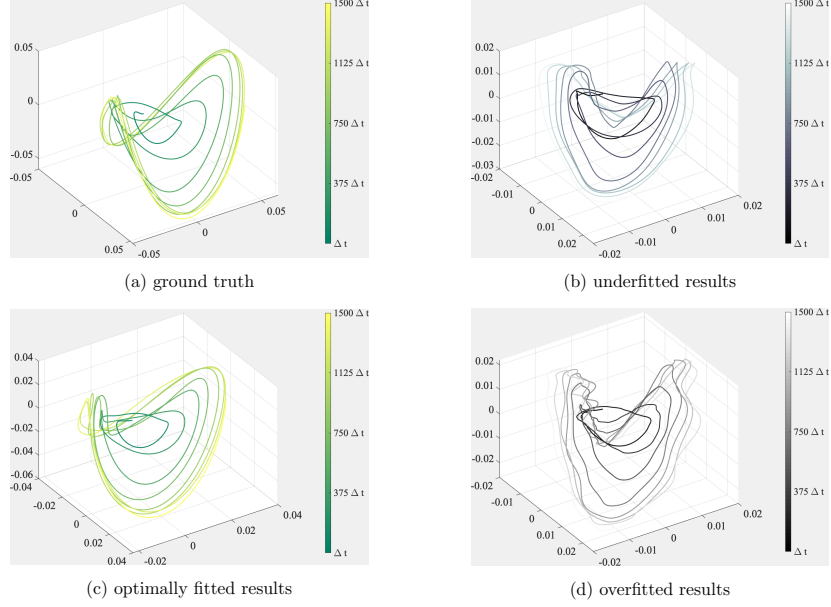 1500 Δ t
1125 Δ t
750 Δ t
375 Δ t
Δ t
0.05
0
-0.05
-0.05
0
0.05
-0.05
0
0.05
(a) ground truth
1500 Δ t
1125 Δ t
750 Δ t
375 Δ t
Δ t
0.02
0.01
0
-0.01
-0.02
-0.03
-0.02
-0.01
0
0.01
0.02
-0.02
-0.01
0
0.01
0.02
(b) underfitted results
1500 Δ t
1125 Δ t
750 Δ t
375 Δ t
Δ t
0.04
0.02
0
-0.02
-0.04
-0.06
-0.04
-0.02
0
0.02
0.04
-0.02
0
0.02
0.04
(c) optimally fitted results
1500 Δ t
1125 Δ t
750 Δ t
375 Δ t
Δ t
0.02
0.01
0
-0.01
-0.02
-0.02
-0.01
0
0.01
0.02
-0.02
-0.01
0
0.01
0.02
(d) overfitted results